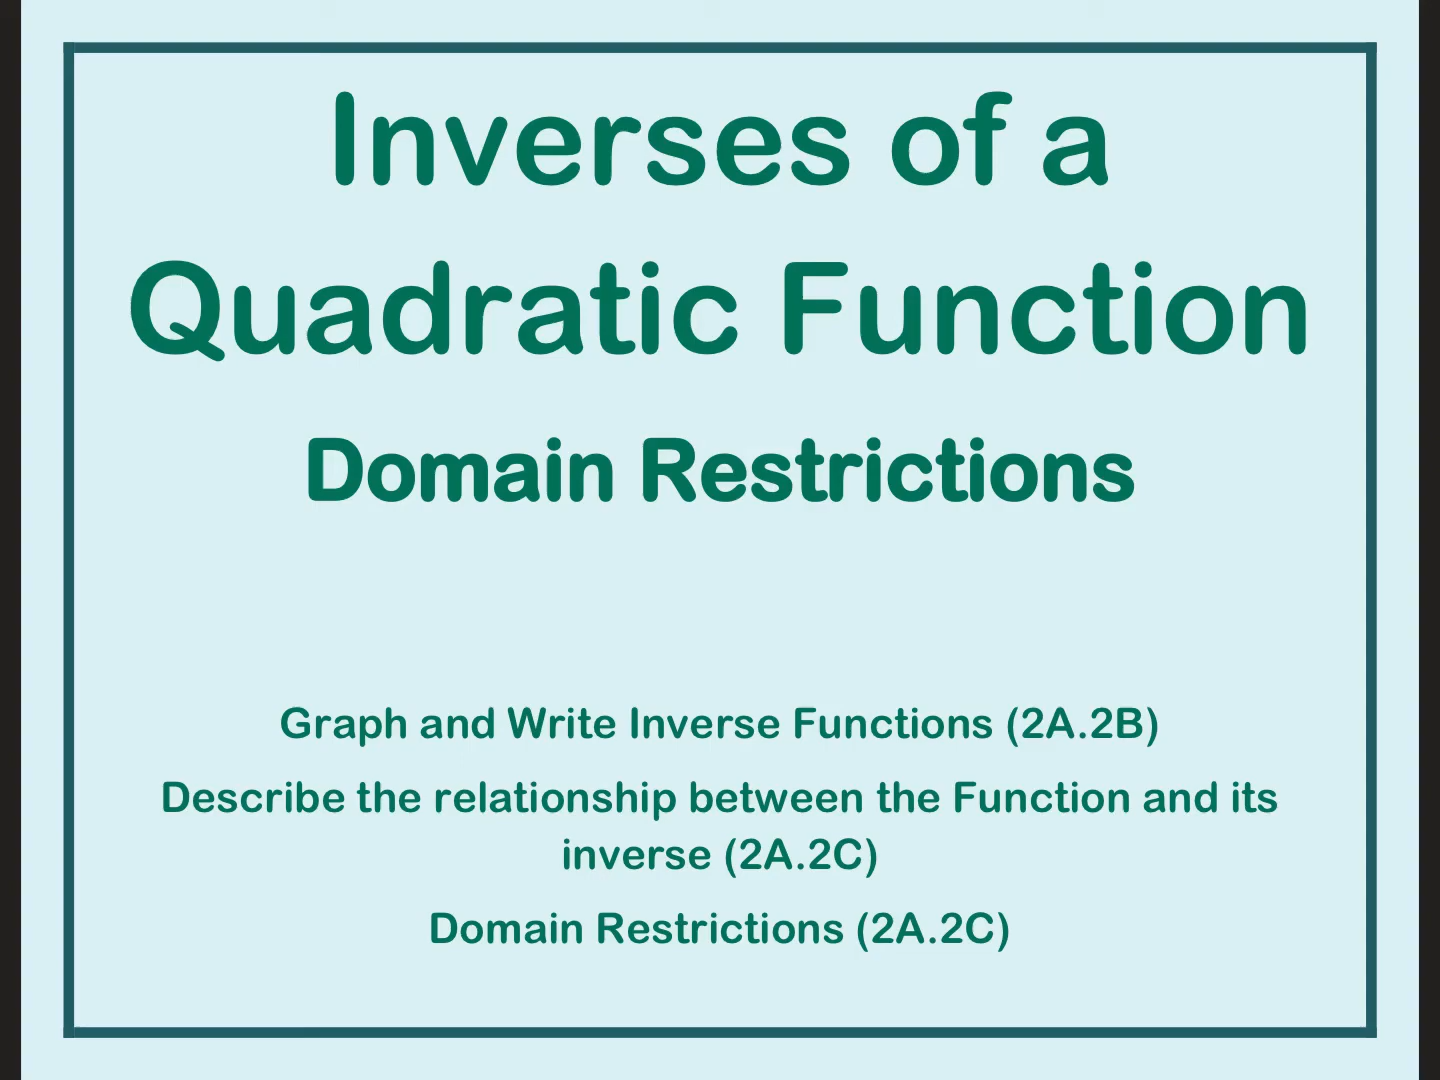 Inverses of a
Quadratic Function
Domain Restrictions
Graph and Write Inverse Functions (2A.2B)
Describe the relationship between the Function and its
inverse (2A.2C)
Domain Restrictions (2A.2C)